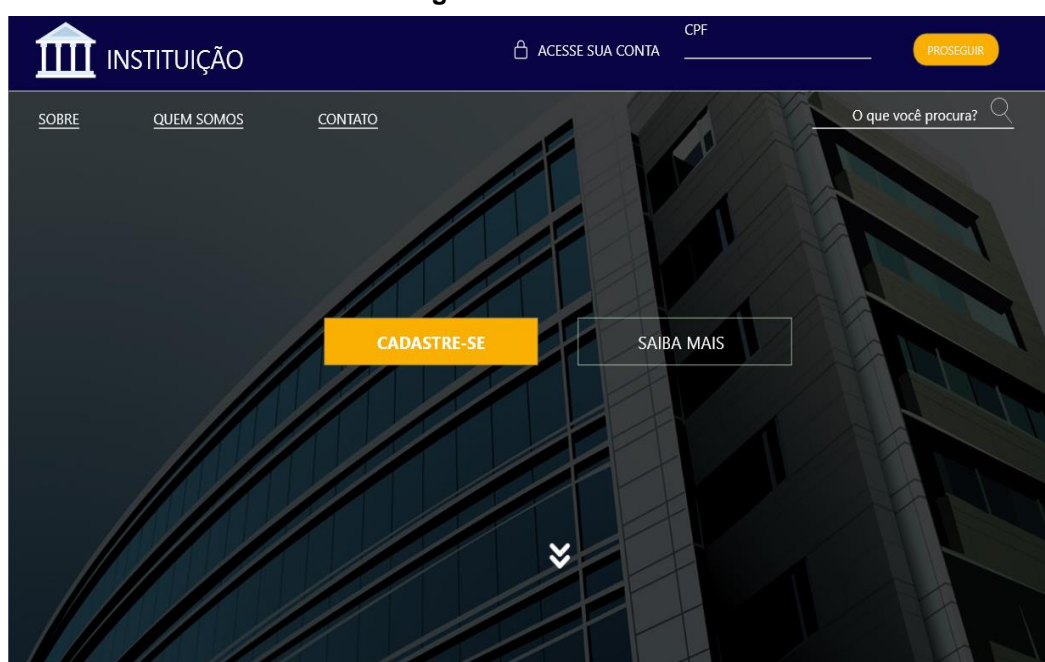 INSTITUIÇÃO
ACESSE SUA CONTA
CPF
PROSEGUIR
SOBRE
QUEM SOMOS
CONTATO
O que você procura?
CADASTRE-SE
SAIBA MAIS